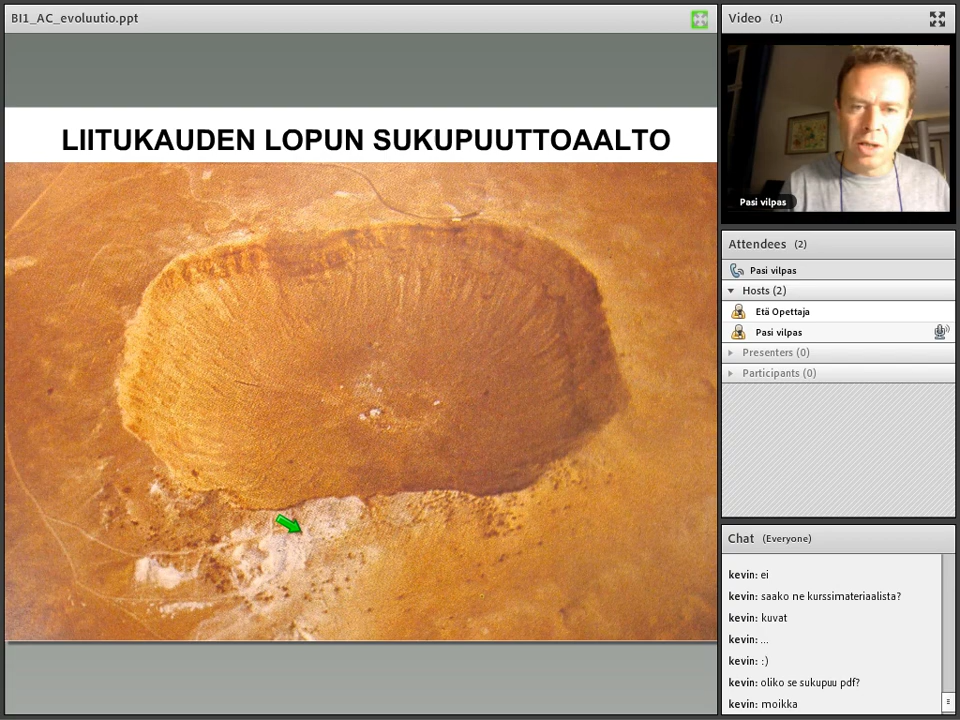 BI1_AC_evoluutio.ppt
LIITUKAUDEN LOPUN SUKUPUUTTOAALTO
Video (1)
Pasi vilpas
Attendees (2)
Pasi vilpas
Hosts (2)
Etä Opettaja
Pasi vilpas
Presenters (0)
Participants (0)
Chat (Everyone)
kevin: ei
kevin: saako ne kurssimateriaalista?
kevin: kuvat
kevin: ...
kevin: :)
kevin: oliko se sukupuu pdf?
kevin: moikka